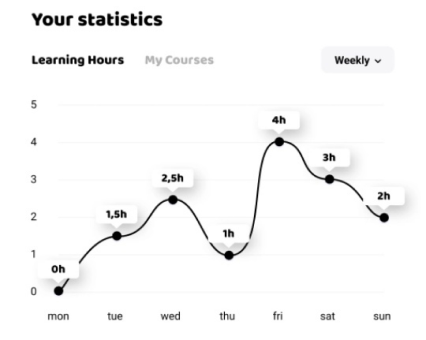 Your statistics
Learning Hours My Courses Weekly
5
4h
4
3h
2,5h
3
2h
1,5h
2
1h
1
0h
0
mon tue wed thu fri sat sun